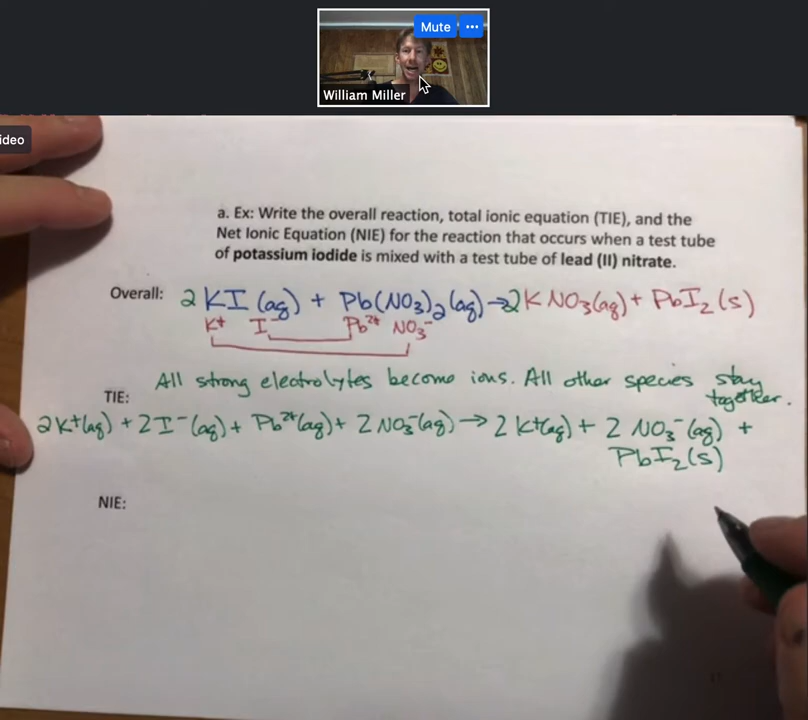 Mute
William Miller
ideo
a. Ex: Write the overall reaction, total ionic equation (TIE), and the
Net Ionic Equation (NIE) for the reaction that occurs when a test tube
of potassium iodide is mixed with a test tube of lead (II) nitrate.
Overall: 2 KI (aq) + Pb(NO₃)₂(aq) → 2K NO₃(aq) + PbI₂(s)
K⁺ I⁻ Pb²⁺ NO₃⁻
All strong electrolytes become ions. All other species stay
together.
TIE:
2K⁺(aq) + 2I⁻(aq) + Pb²⁺(aq) + 2 NO₃⁻(aq) → 2 K⁺(aq) + 2 NO₃⁻(aq) +
PbI₂(s)
NIE: